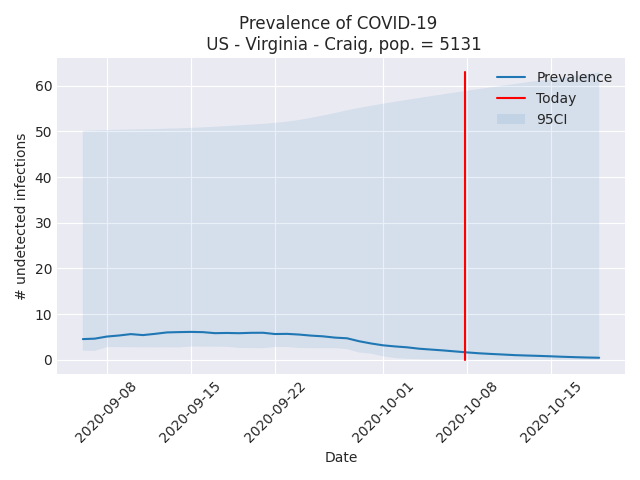 Prevalence of COVID-19
US - Virginia - Craig, pop. = 5131
Prevalence
Today
95CI
60
50
40
30
20
10
0
# undetected infections
2020-09-08
2020-09-15
2020-09-22
2020-10-01
2020-10-08
2020-10-15
Date